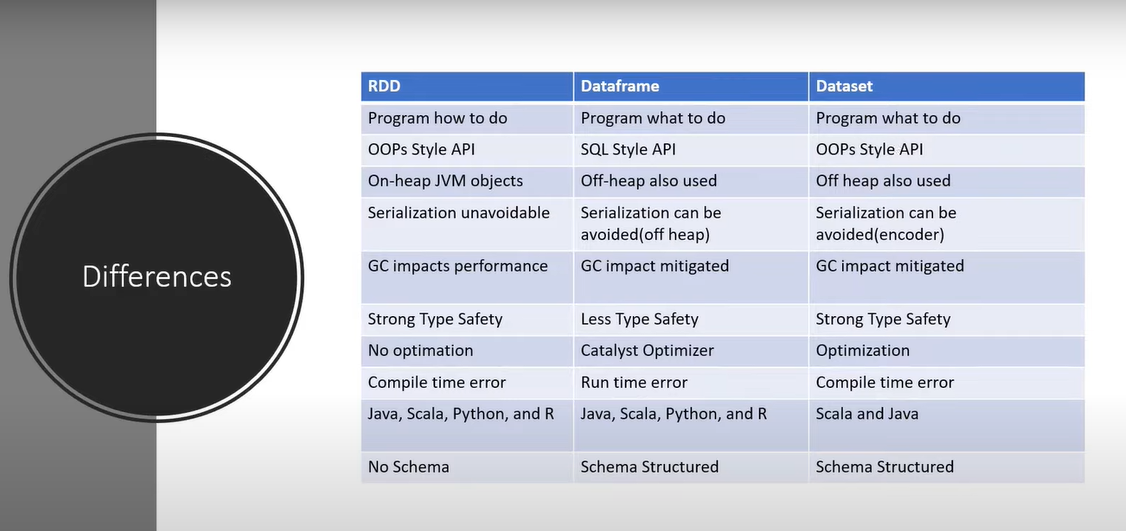 Differences
RDD Dataframe Dataset
Program how to do Program what to do Program what to do
OOPs Style API SQL Style API OOPs Style API
On-heap JVM objects Off-heap also used Off heap also used
Serialization unavoidable Serialization can be Serialization can be
avoided(off heap) avoided(encoder)
GC impacts performance GC impact mitigated GC impact mitigated
Strong Type Safety Less Type Safety Strong Type Safety
No optimation Catalyst Optimizer Optimization
Compile time error Run time error Compile time error
Java, Scala, Python, and R Java, Scala, Python, and R Scala and Java
No Schema Schema Structured Schema Structured